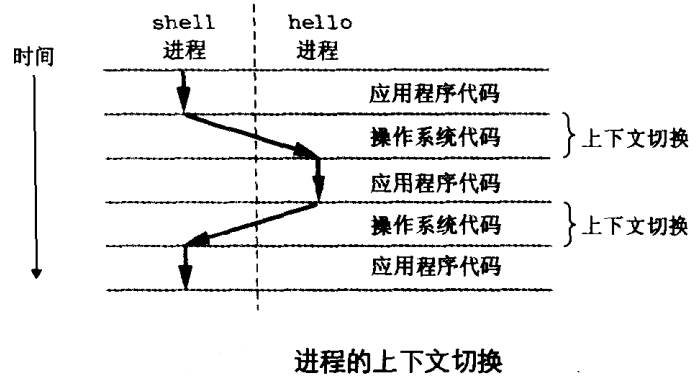 shell hello
进程 进程
时间
应用程序代码
操作系统代码 上下文切换
应用程序代码
操作系统代码 上下文切换
应用程序代码
进程的上下文切换